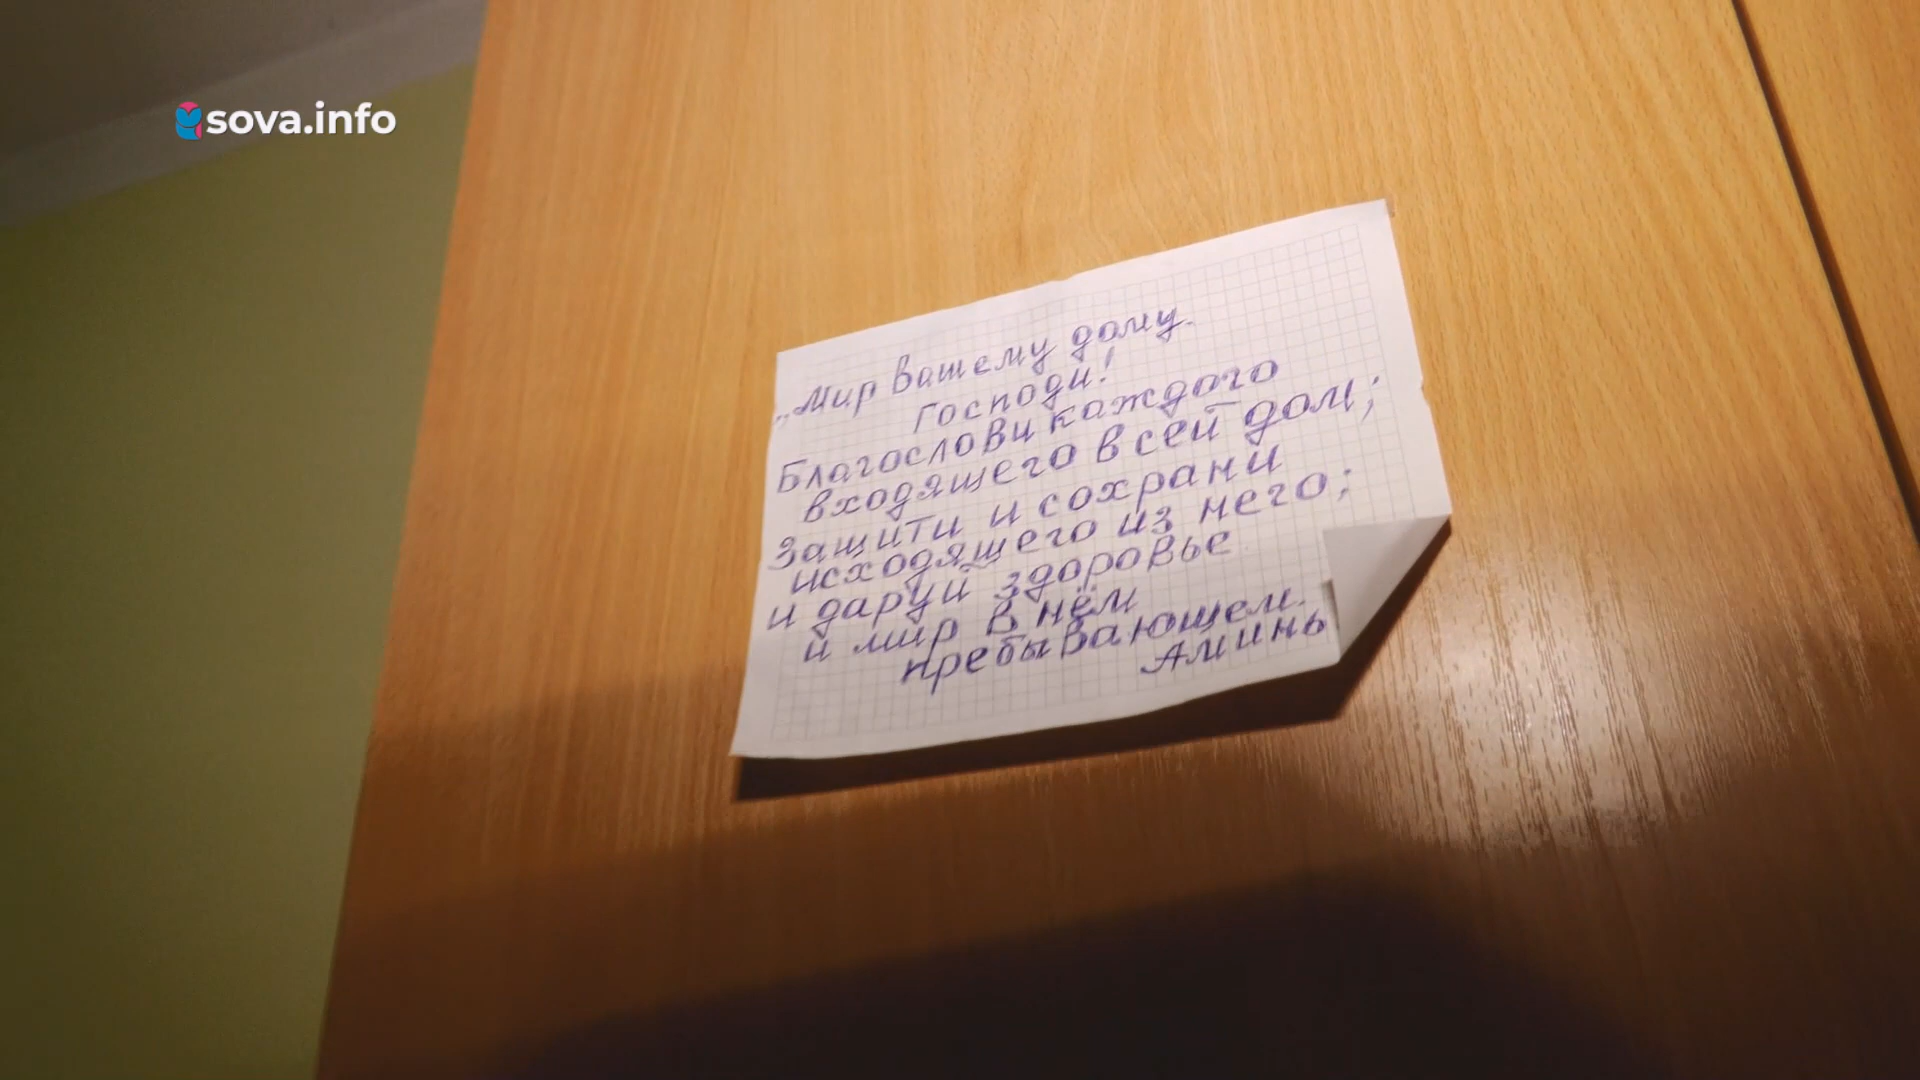 sova.info
„Мир вашему дому.
Господи!
Благослови каждого
входящего в сей дом;
защити и сохрани
исходящего из него;
и даруй здоровье
и мир в нём
пребывающем.
Аминь